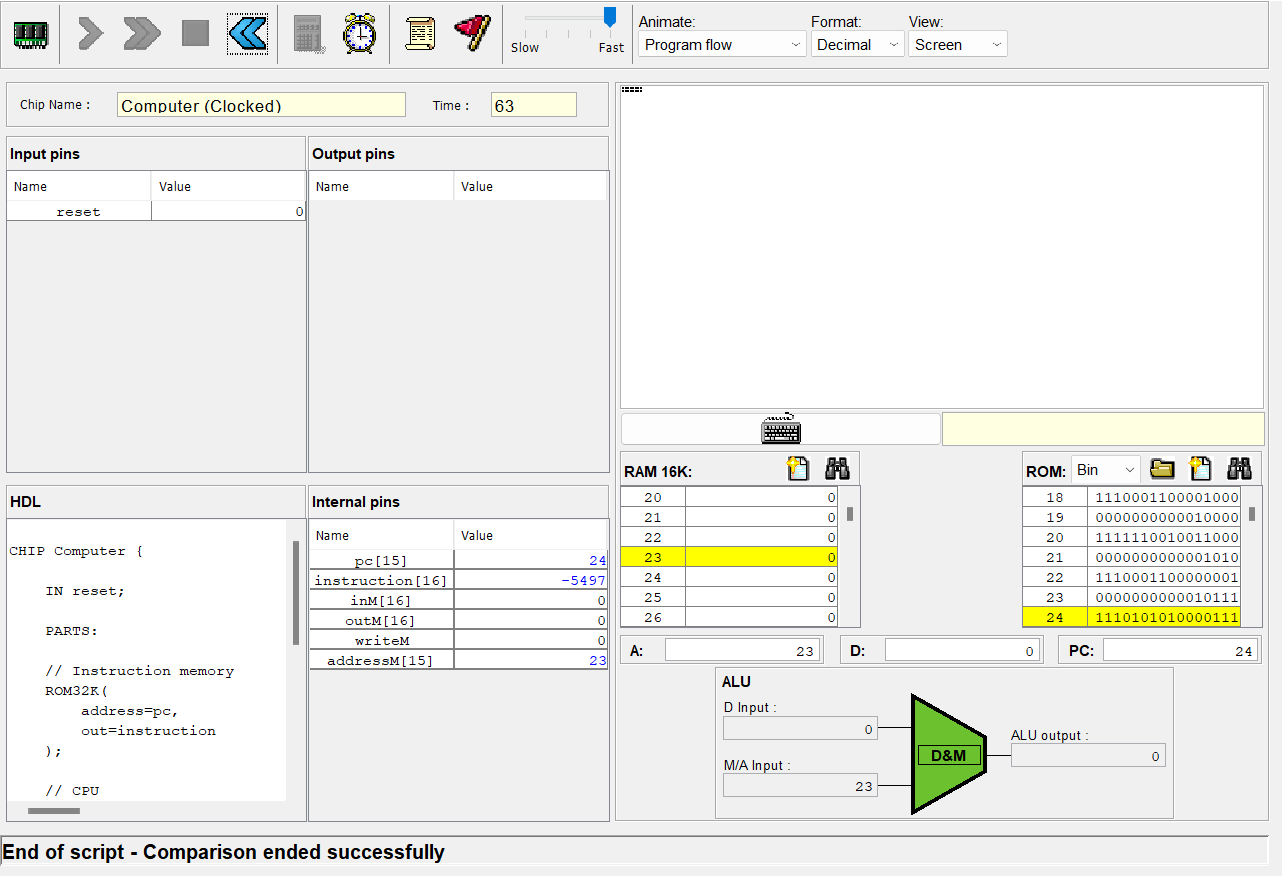 Slow
Fast
Animate:
Program flow
Format:
Decimal
View:
Screen
Chip Name :
Computer (Clocked)
Time :
63
Input pins
Name Value
reset 0
Output pins
Name Value
HDL
CHIP Computer {
IN reset;
PARTS:
// Instruction memory
ROM32K(
address=pc,
out=instruction
);
// CPU
Internal pins
Name Value
pc[15] 24
instruction[16] -5497
inM[16] 0
outM[16] 0
writeM 0
addressM[15] 23
RAM 16K:
20 0
21 0
22 0
23 0
24 0
25 0
26 0
ROM: Bin
18 1110001100001000
19 0000000000010000
20 1111110010011000
21 0000000000001010
22 1110001100000001
23 0000000000010111
24 1110101010000111
A: 23
D: 0
PC: 24
ALU
D Input :
0
M/A Input :
23
D&M
ALU output :
0
End of script - Comparison ended successfully